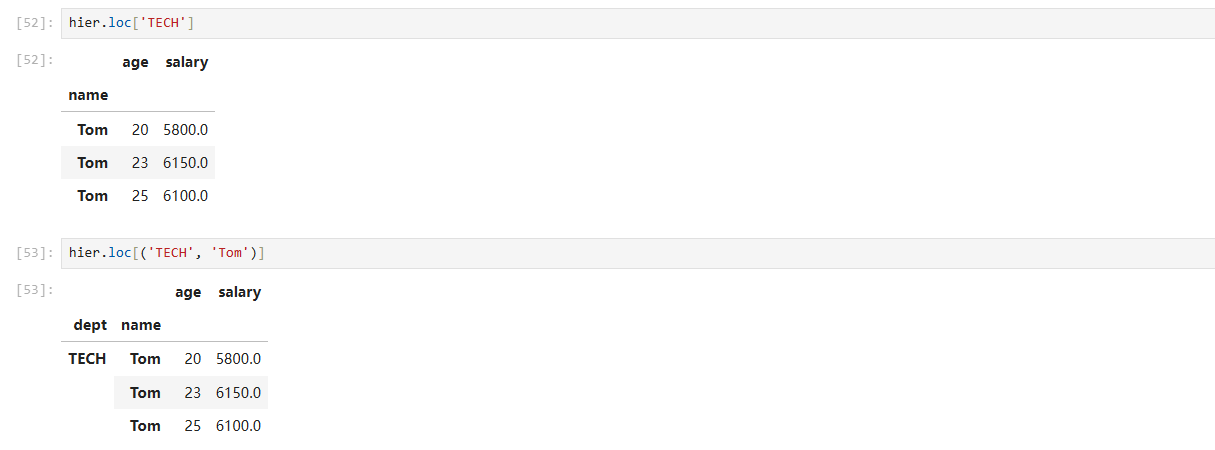 [52]: hier.loc['TECH']
[52]:
age salary
name
Tom 20 5800.0
Tom 23 6150.0
Tom 25 6100.0
[53]: hier.loc[('TECH', 'Tom')]
[53]:
age salary
dept name
TECH Tom 20 5800.0
Tom 23 6150.0
Tom 25 6100.0